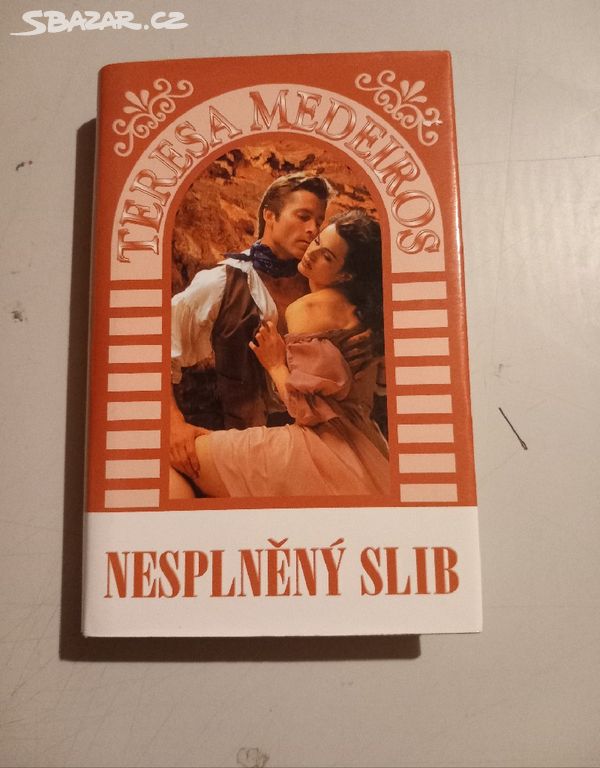 SBAZAR.CZ
TERESA MEDEIROS
NESPLNĚNÝ SLIB